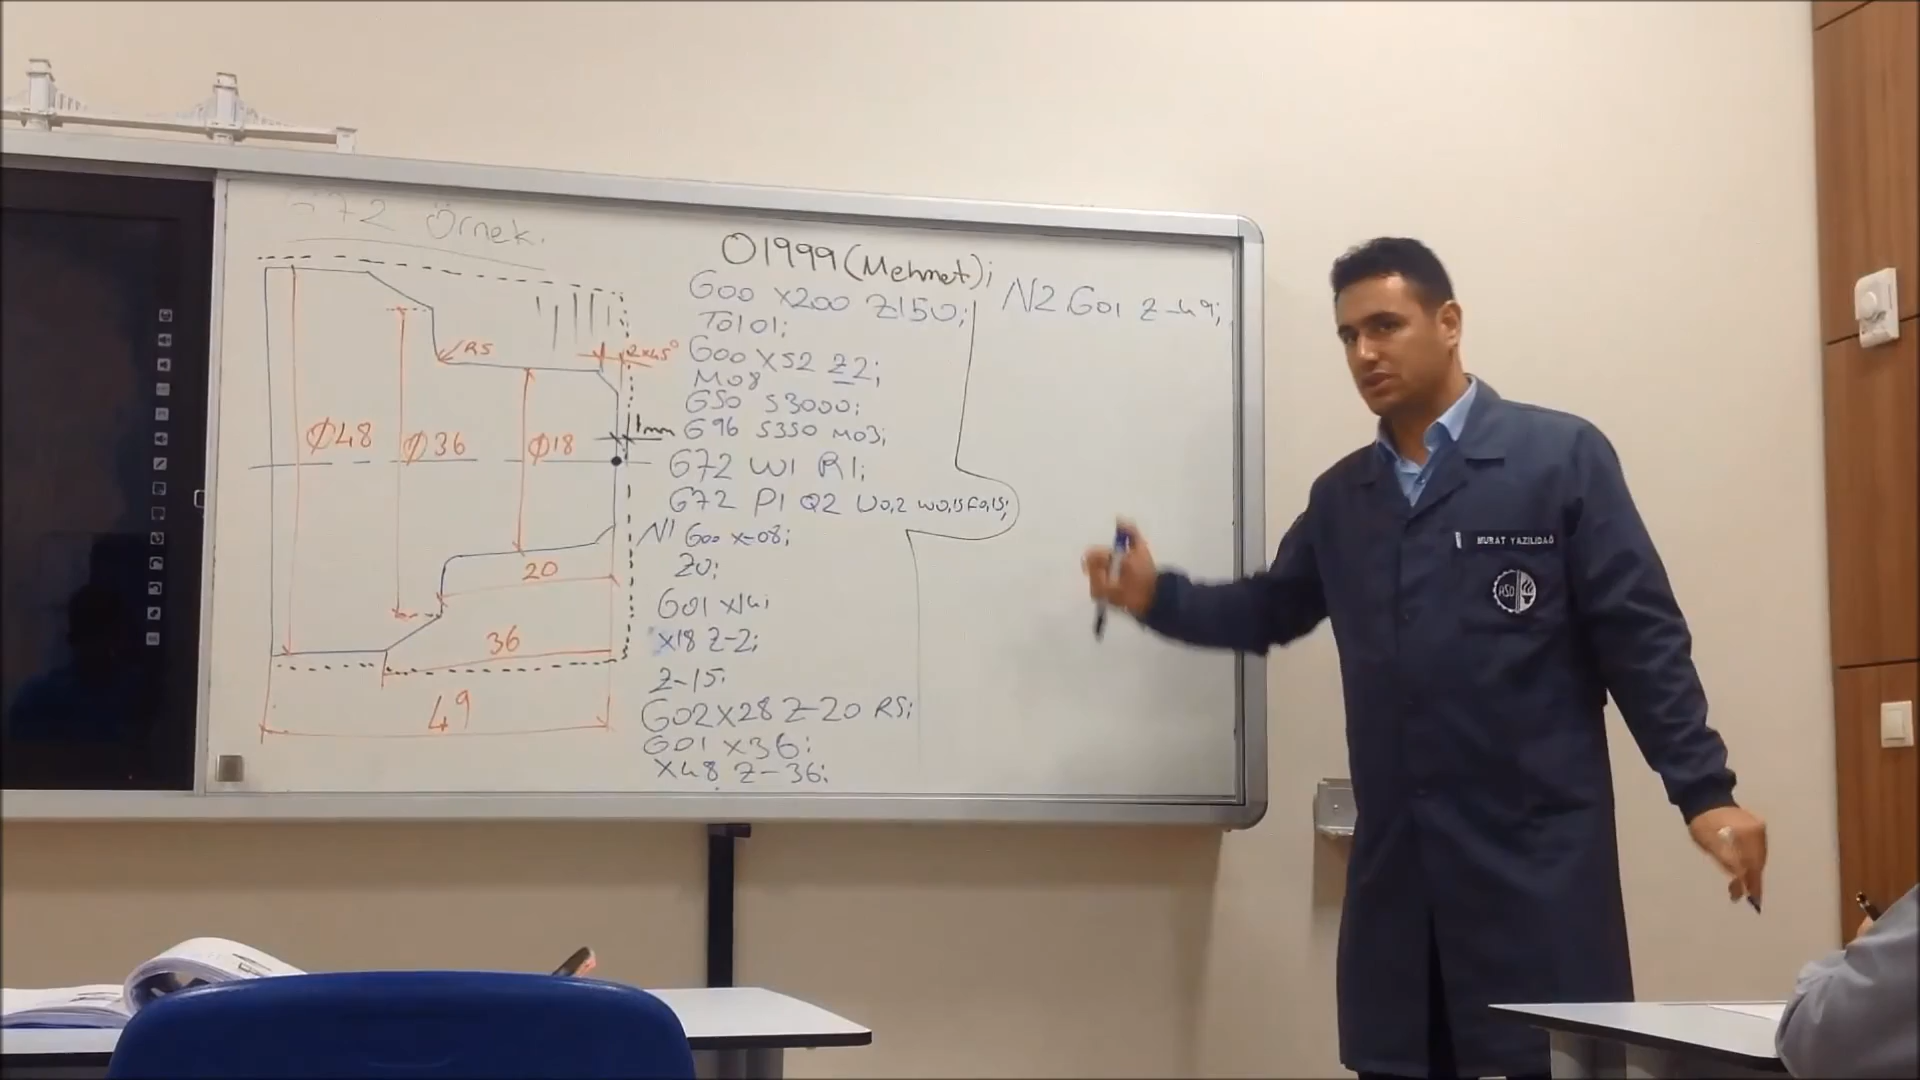 G72 Örnek.
O1999(Mehmet);
G00 X200 Z150;
T0101;
G00 X52 Z2;
M08
G50 S3000;
G96 S350 M03;
G72 W1 R1;
G72 P1 Q2 U0,2 W0,15 F0,15;
N1 G00 X-08;
Z0;
G01 X14;
X18 Z-2;
Z-15;
G02 X28 Z-20 R5;
G01 X36;
X48 Z-36;
N2 G01 Z-49;
R5
2x45°
1mm
Ø48
Ø36
Ø18
20
36
49
MURAT YAZILIDAĞ
ASO